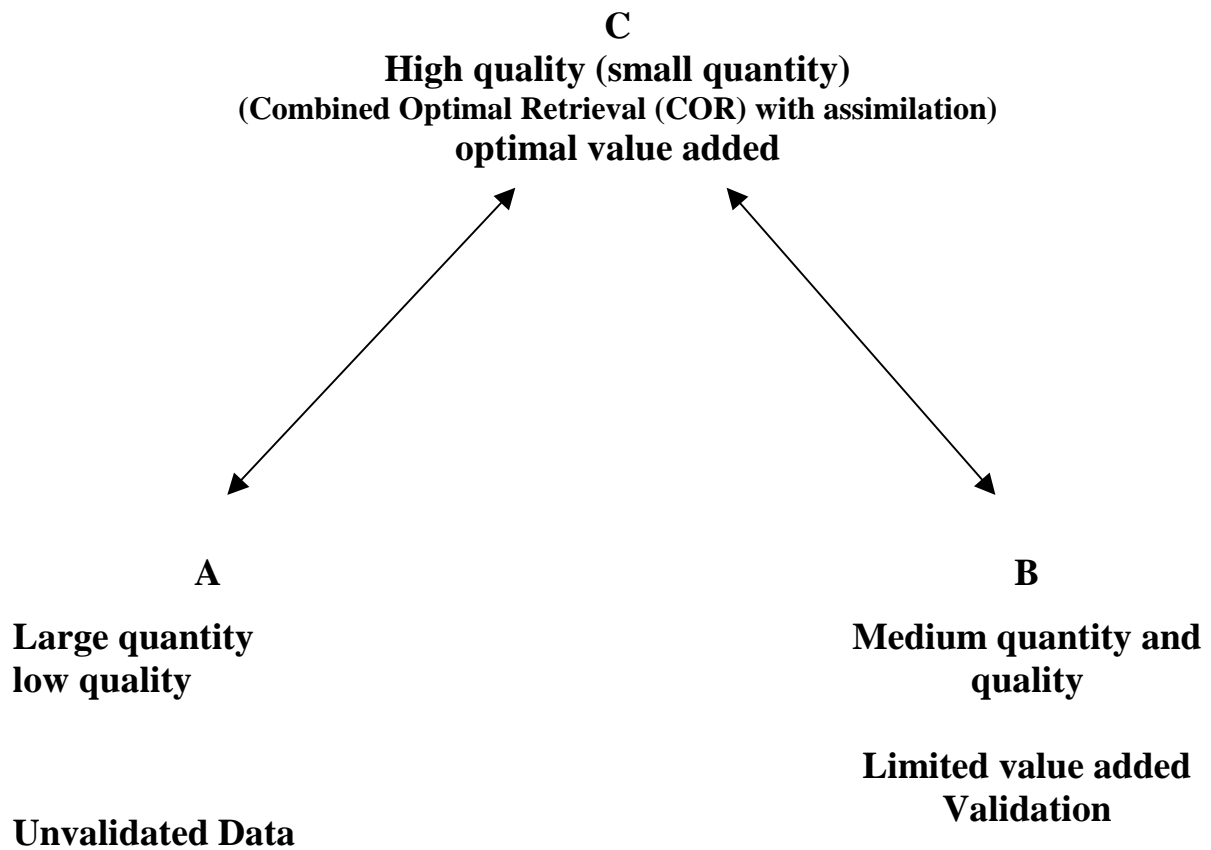 C
High quality (small quantity)
(Combined Optimal Retrieval (COR) with assimilation)
optimal value added
A
Large quantity
low quality
Unvalidated Data
B
Medium quantity and
quality
Limited value added
Validation